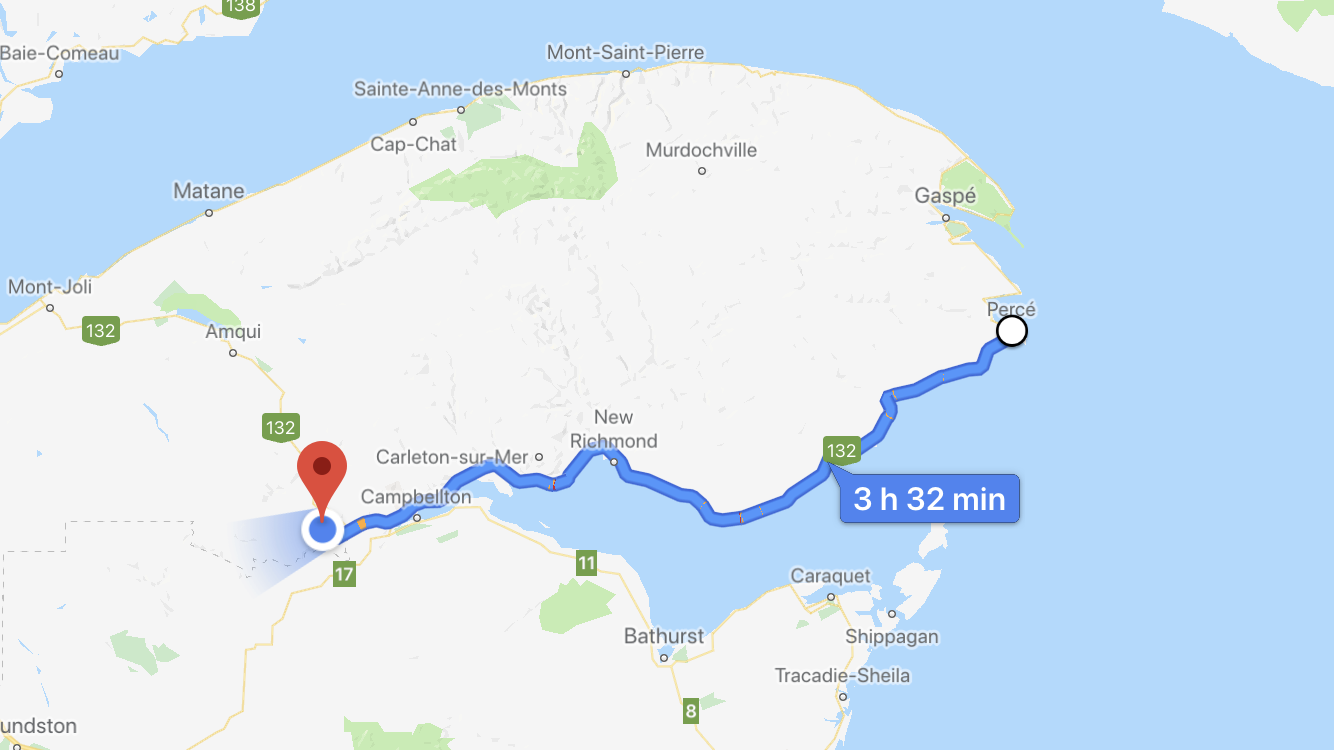 138
Baie-Comeau
Mont-Saint-Pierre
Sainte-Anne-des-Monts
Cap-Chat
Murdochville
Matane
Gaspé
Mont-Joli
Percé
132
Amqui
132
New
Richmond
Carleton-sur-Mer
132
Campbellton
3 h 32 min
11
17
Caraquet
Bathurst
Shippagan
Tracadie-Sheila
8
undston